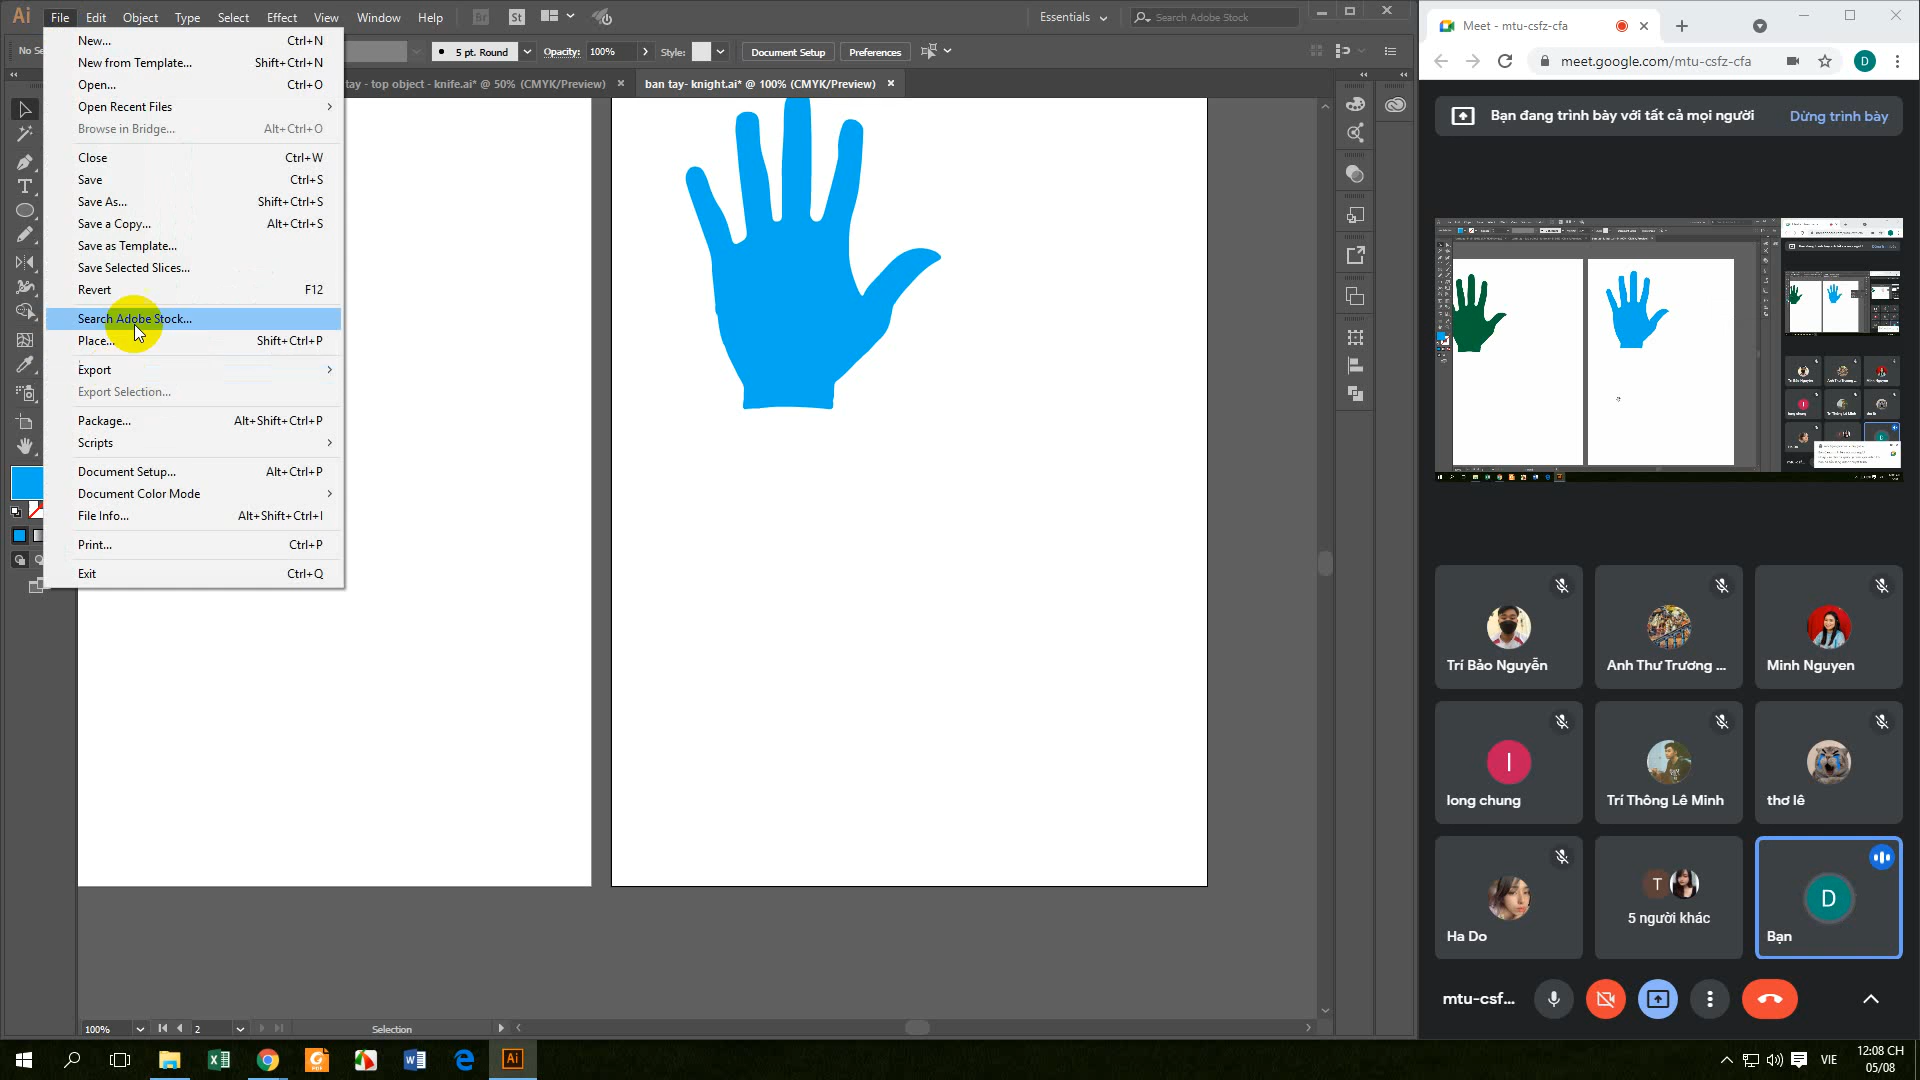 Ai File Edit Object Type Select Effect View Window Help Br St Essentials Search Adobe Stock
No Se
5 pt. Round Opacity: 100% Style: Document Setup Preferences
tay - top object - knife.ai* @ 50% (CMYK/Preview) ban tay- knight.ai* @ 100% (CMYK/Preview)
New... Ctrl+N
New from Template... Shift+Ctrl+N
Open... Ctrl+O
Open Recent Files
Browse in Bridge... Alt+Ctrl+O
Close Ctrl+W
Save Ctrl+S
Save As... Shift+Ctrl+S
Save a Copy... Alt+Ctrl+S
Save as Template...
Save Selected Slices...
Revert F12
Search Adobe Stock...
Place... Shift+Ctrl+P
Export
Export Selection...
Package... Alt+Shift+Ctrl+P
Scripts
Document Setup... Alt+Ctrl+P
Document Color Mode
File Info... Alt+Shift+Ctrl+I
Print... Ctrl+P
Exit Ctrl+Q
100% 2 Selection
Meet - mtu-csfz-cfa
meet.google.com/mtu-csfz-cfa D
Bạn đang trình bày với tất cả mọi người Dừng trình bày
Trí Bảo Nguyễn
Anh Thư Trương ...
Minh Nguyen
l
long chung
Trí Thông Lê Minh
thơ lê
Ha Do
T
5 người khác
D
Bạn
mtu-csf...
VIE
12:08 CH
05/08